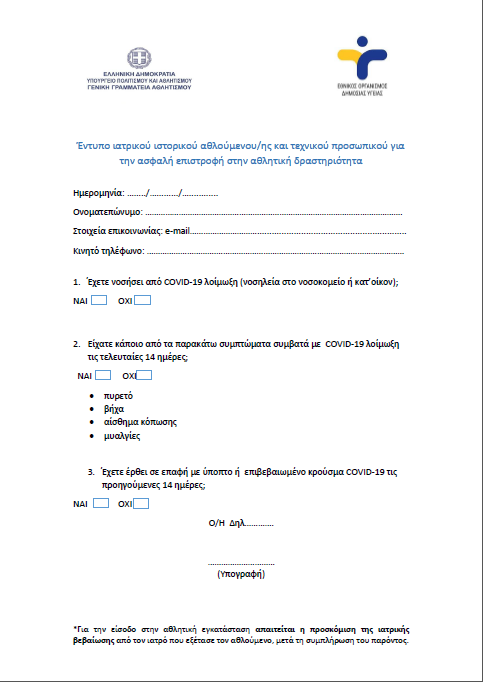 ΕΛΛΗΝΙΚΗ ΔΗΜΟΚΡΑΤΙΑ
ΥΠΟΥΡΓΕΙΟ ΠΟΛΙΤΙΣΜΟΥ ΚΑΙ ΑΘΛΗΤΙΣΜΟΥ
ΓΕΝΙΚΗ ΓΡΑΜΜΑΤΕΙΑ ΑΘΛΗΤΙΣΜΟΥ
ΕΘΝΙΚΟΣ ΟΡΓΑΝΙΣΜΟΣ
ΔΗΜΟΣΙΑΣ ΥΓΕΙΑΣ
Έντυπο ιατρικού ιστορικού αθλούμενου/ης και τεχνικού προσωπικού για
την ασφαλή επιστροφή στην αθλητική δραστηριότητα
Ημερομηνία: ......../............/...............
Ονοματεπώνυμο: ..........................................................................................................
Στοιχεία επικοινωνίας: e-mail.........................................................................................
Κινητό τηλέφωνο: ..........................................................................................................
1. Έχετε νοσήσει από COVID-19 λοίμωξη (νοσηλεία στο νοσοκομείο ή κατ’οίκον);
ΝΑΙ ΟΧΙ
2. Είχατε κάποιο από τα παρακάτω συμπτώματα συμβατά με COVID-19 λοίμωξη
τις τελευταίες 14 ημέρες;
ΝΑΙ ΟΧΙ
• πυρετό
• βήχα
• αίσθημα κόπωσης
• μυαλγίες
3. Έχετε έρθει σε επαφή με ύποπτο ή επιβεβαιωμένο κρούσμα COVID-19 τις
προηγούμενες 14 ημέρες;
ΝΑΙ ΟΧΙ
Ο/Η Δηλ............
............................
(Υπογραφή)
*Για την είσοδο στην αθλητική εγκατάσταση απαιτείται η προσκόμιση της ιατρικής
βεβαίωσης από τον ιατρό που εξέτασε τον αθλούμενο, μετά τη συμπλήρωση του παρόντος.